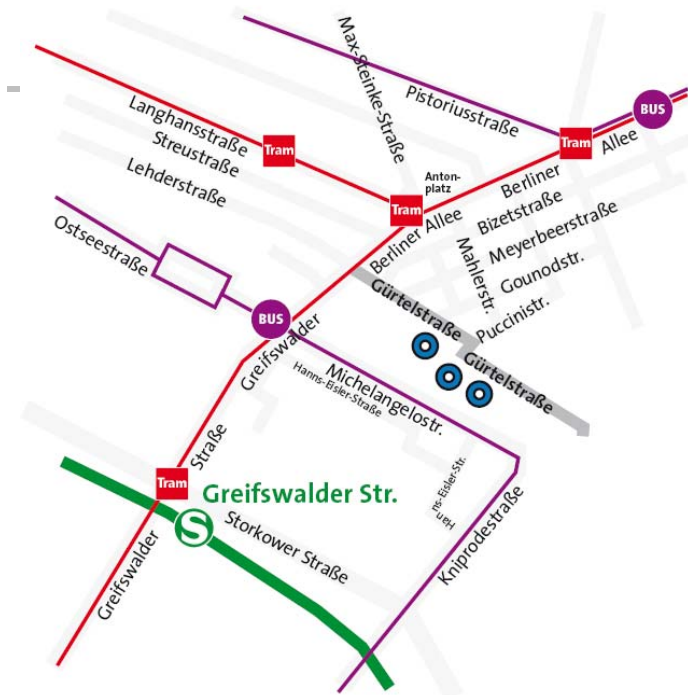 Max-Steinke-Straße
Pistoriusstraße
BUS
Langhansstraße
Tram
Tram
Allee
Streustraße
Lehderstraße
Anton-
platz
Berliner
Tram
Berliner Allee
Bizetstraße
Meyerbeerstraße
Mahlerstr.
Gounodstr.
Puccinistr.
Ostseestraße
BUS
Gürtelstraße
Gürtelstraße
Greifswalder
Michelangelostr.
Hanns-Eisler-Straße
Straße
Tram
Greifswalder Str.
Han
ns-Eisler-Str.
S
Storkower Straße
Kniprodestraße
Greifswalder